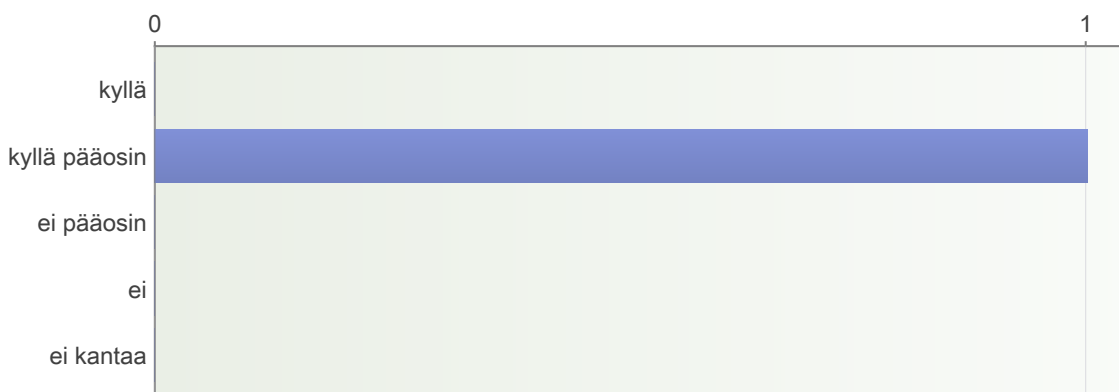 0 1
kyllä
kyllä pääosin
ei pääosin
ei
ei kantaa